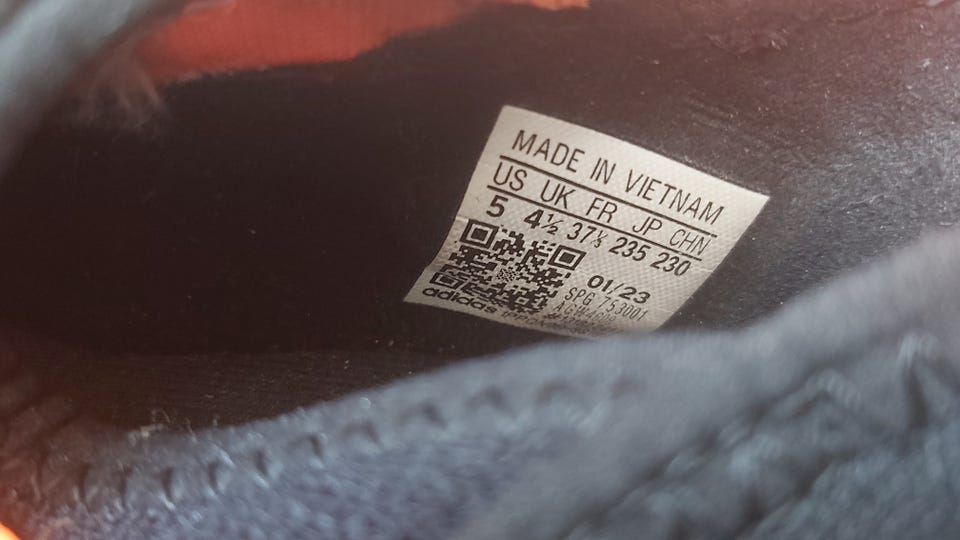 MADE IN VIETNAM
US UK FR JP CHN
5 4½ 37⅓ 235 230
01/23
SPG 753001
adidas